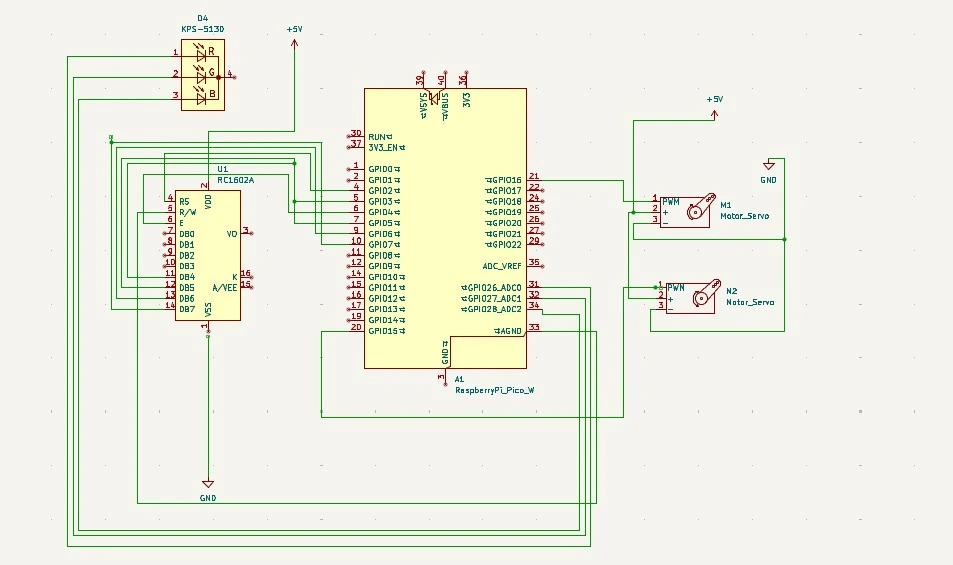 D4
KPS-5130
1
R
2
G
4
3
B
+5V
39
40
36
VSYS
VBUS
3V3
30
RUN
37
3V3_EN
1
GPIO0
2
GPIO1
4
GPIO2
5
GPIO3
6
GPIO4
7
GPIO5
9
GPIO6
10
GPIO7
11
GPIO8
12
GPIO9
14
GPIO10
15
GPIO11
16
GPIO12
17
GPIO13
19
GPIO14
20
GPIO15
GPIO16
21
GPIO17
22
GPIO18
24
GPIO19
25
GPIO20
26
GPIO21
27
GPIO22
29
ADC_VREF
35
GPIO26_ADC0
31
GPIO27_ADC1
32
GPIO28_ADC2
34
AGND
33
GND
3
A1
RaspberryPi_Pico_W
U1
RC1602A
2
VDD
4
RS
5
R/W
6
E
7
DB0
8
DB1
9
DB2
10
DB3
11
DB4
12
DB5
13
DB6
14
DB7
VO
3
K
16
A/VEE
15
VSS
1
GND
+5V
GND
1
PWM
2
+
3
-
M1
Motor_Servo
1
PWM
2
+
3
-
M2
Motor_Servo